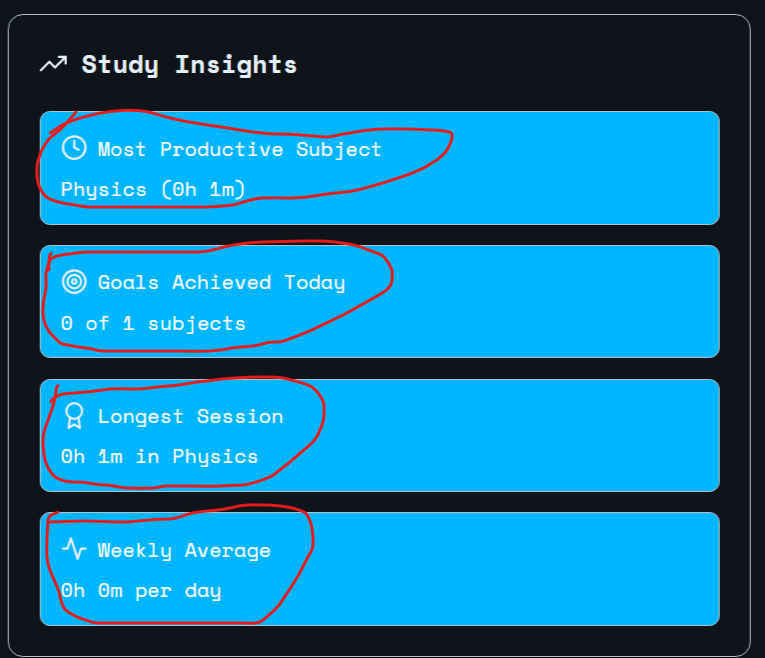 Study Insights
Most Productive Subject
Physics (0h 1m)
Goals Achieved Today
0 of 1 subjects
Longest Session
0h 1m in Physics
Weekly Average
0h 0m per day